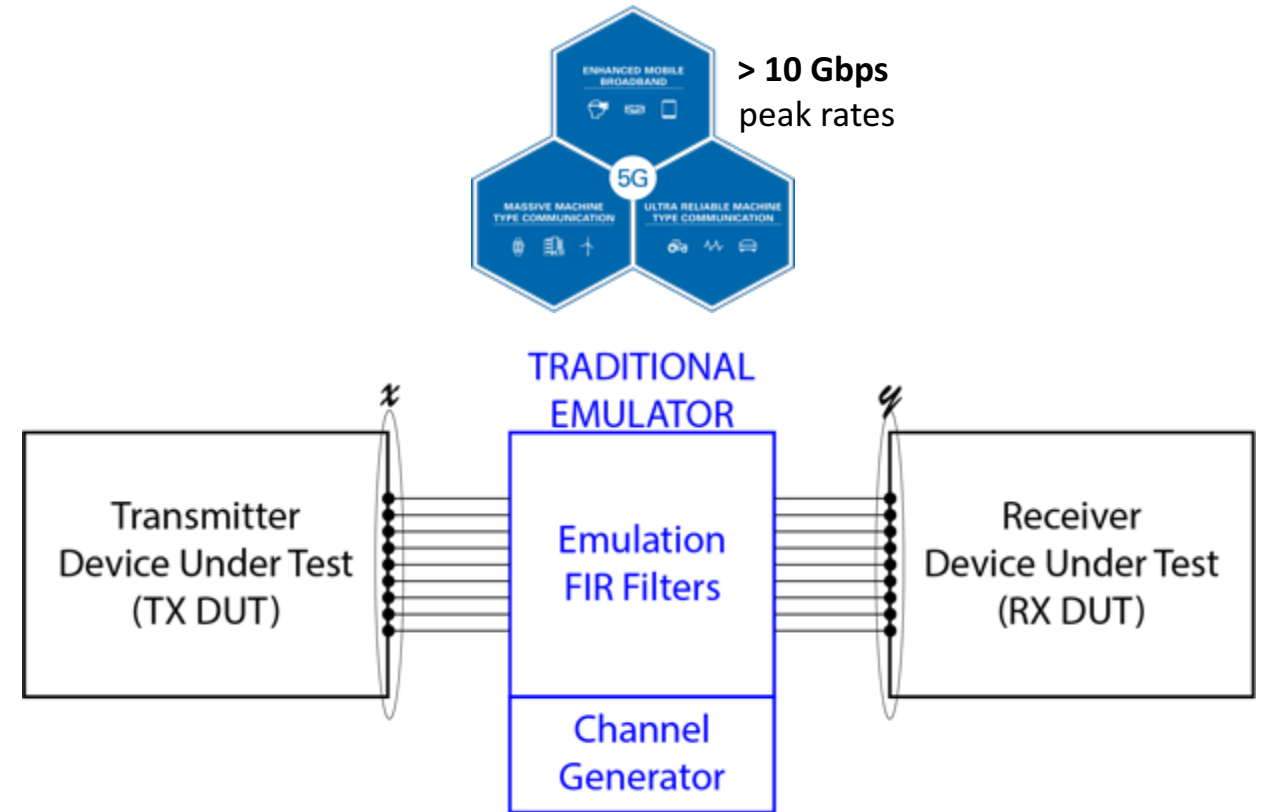 ENHANCED MOBILE
BROADBAND
> 10 Gbps
peak rates
5G
MASSIVE MACHINE
TYPE COMMUNICATION
ULTRA RELIABLE MACHINE
TYPE COMMUNICATION
TRADITIONAL
EMULATOR
x
y
Transmitter
Device Under Test
(TX DUT)
Emulation
FIR Filters
Receiver
Device Under Test
(RX DUT)
Channel
Generator